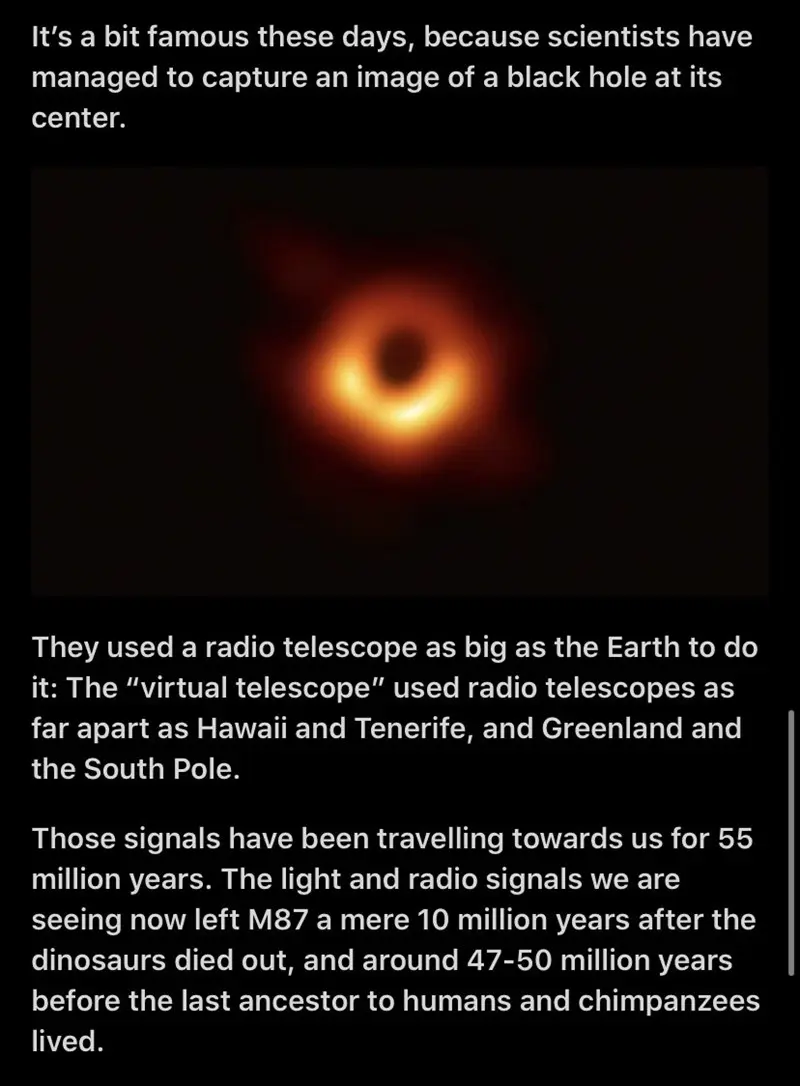 It’s a bit famous these days, because scientists have
managed to capture an image of a black hole at its
center.
They used a radio telescope as big as the Earth to do
it: The “virtual telescope” used radio telescopes as
far apart as Hawaii and Tenerife, and Greenland and
the South Pole.
Those signals have been travelling towards us for 55
million years. The light and radio signals we are
seeing now left M87 a mere 10 million years after the
dinosaurs died out, and around 47-50 million years
before the last ancestor to humans and chimpanzees
lived.